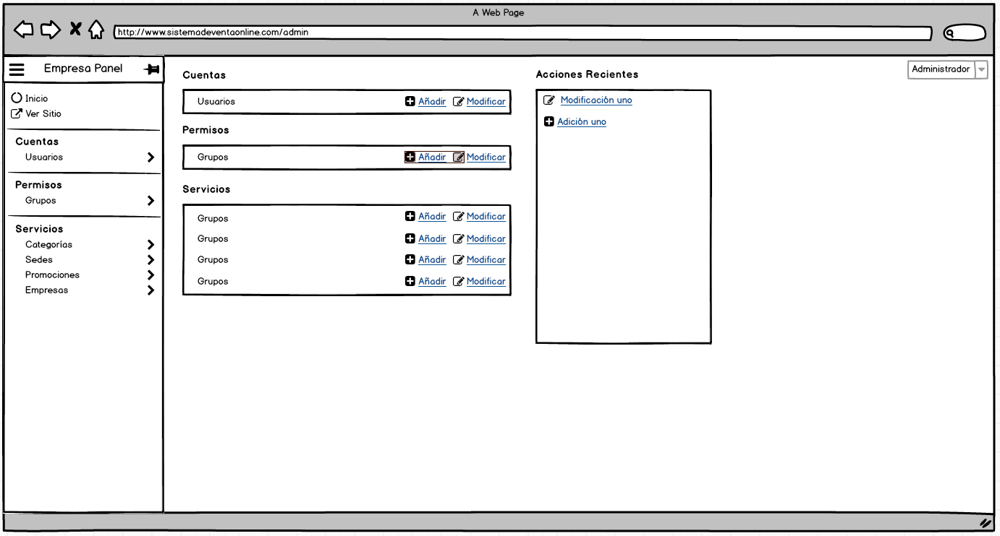 A Web Page
http://www.sistemadeventaonline.com/admin
Empresa Panel
Administrador
Inicio
Ver Sitio
Cuentas
Usuarios
Permisos
Grupos
Servicios
Categorías
Sedes
Promociones
Empresas
Cuentas
Usuarios Añadir Modificar
Permisos
Grupos Añadir Modificar
Servicios
Grupos Añadir Modificar
Grupos Añadir Modificar
Grupos Añadir Modificar
Grupos Añadir Modificar
Acciones Recientes
Modificación uno
Adición uno